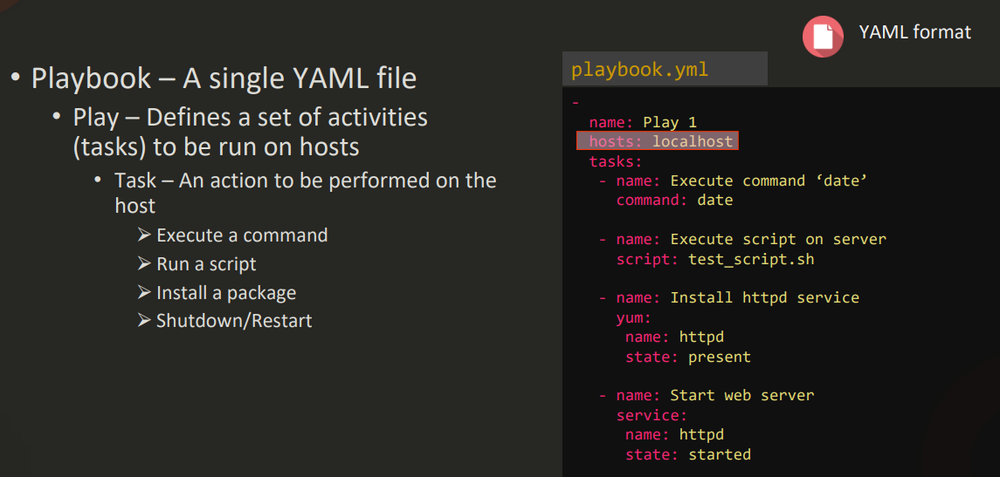 YAML format
• Playbook – A single YAML file
• Play – Defines a set of activities
(tasks) to be run on hosts
• Task – An action to be performed on the
host
➢ Execute a command
➢ Run a script
➢ Install a package
➢ Shutdown/Restart
playbook.yml
-
name: Play 1
hosts: localhost
tasks:
- name: Execute command ‘date’
command: date
- name: Execute script on server
script: test_script.sh
- name: Install httpd service
yum:
name: httpd
state: present
- name: Start web server
service:
name: httpd
state: started